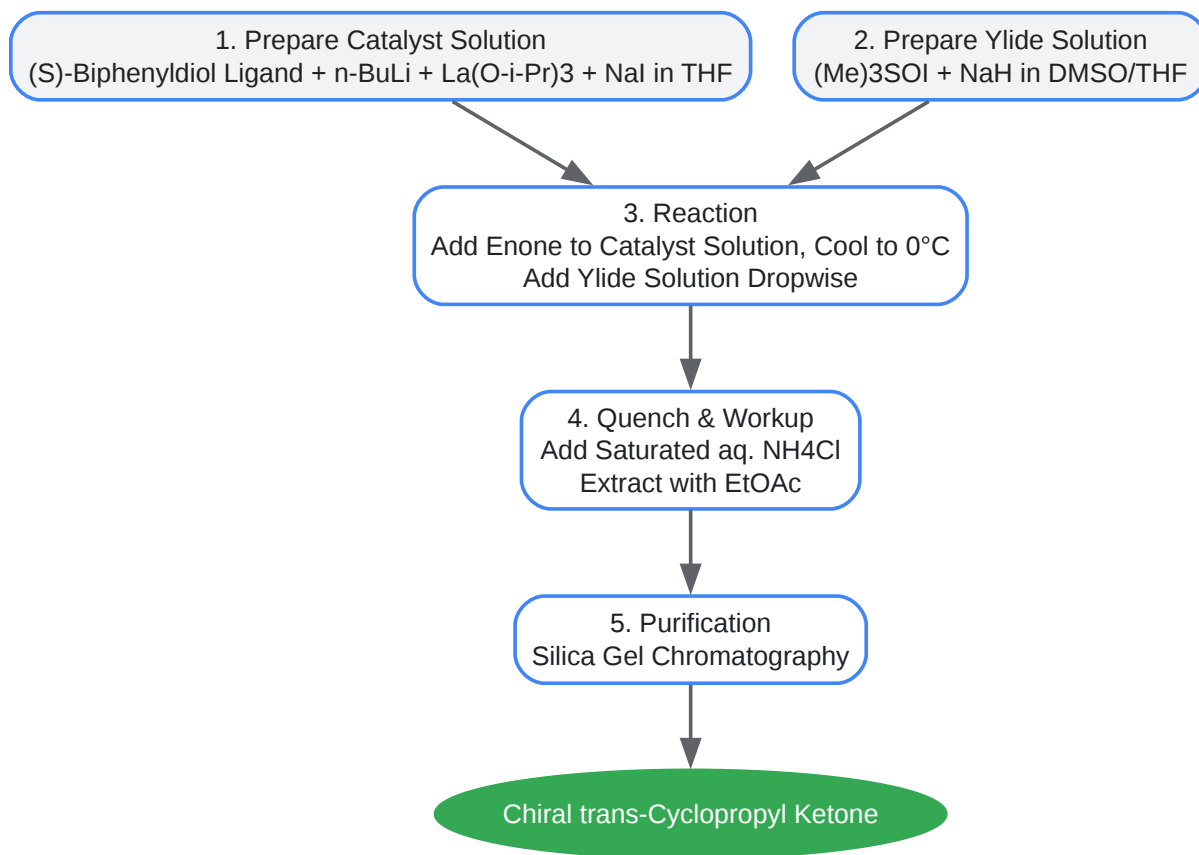 1. Prepare Catalyst Solution
(S)-Biphenyldiol Ligand + n-BuLi + La(O-i-Pr)3 + NaI in THF
2. Prepare Ylide Solution
(Me)3SOI + NaH in DMSO/THF
3. Reaction
Add Enone to Catalyst Solution, Cool to 0°C
Add Ylide Solution Dropwise
4. Quench & Workup
Add Saturated aq. NH4Cl
Extract with EtOAc
5. Purification
Silica Gel Chromatography
Chiral trans-Cyclopropyl Ketone